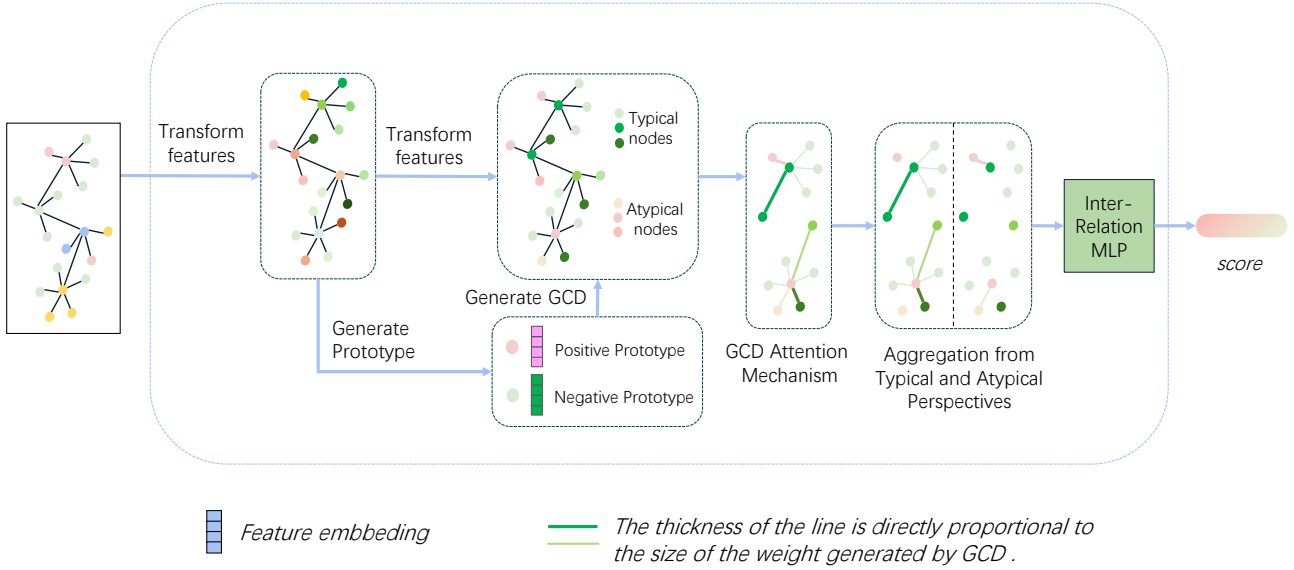 Transform
features
Transform
features
Typical
nodes
Atypical
nodes
Generate GCD
Generate
Prototype
Positive Prototype
Negative Prototype
GCD Attention
Mechanism
Aggregation from
Typical and Atypical
Perspectives
Inter-
Relation
MLP
score
Feature embbeding
The thickness of the line is directly proportional to
the size of the weight generated by GCD .